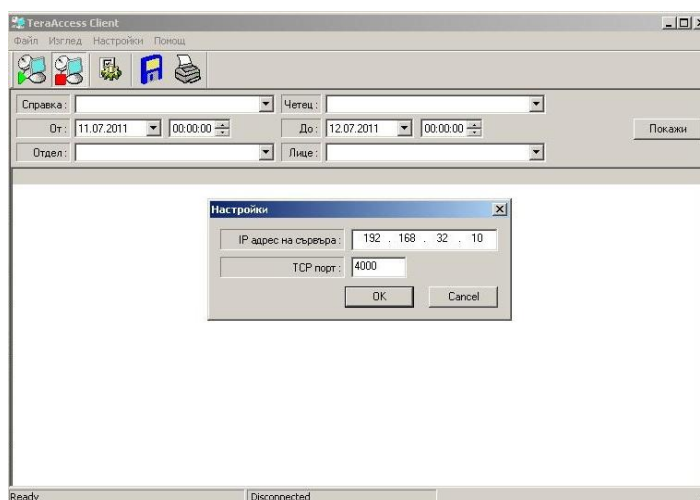 TeraAccess Client
Файл Изглед Настройки Помощ
Справка : Четец :
От : 11.07.2011 00:00:00 До : 12.07.2011 00:00:00 Покажи
Отдел : Лице :
Настройки
IP адрес на сървъра : 192 . 168 . 32 . 10
TCP порт : 4000
OK Cancel
Ready Disconnected